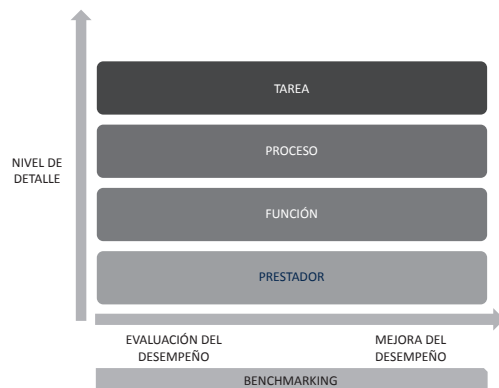 TAREA
PROCESO
NIVEL DE
DETALLE
FUNCIÓN
PRESTADOR
EVALUACIÓN DEL
DESEMPEÑO
MEJORA DEL
DESEMPEÑO
BENCHMARKING